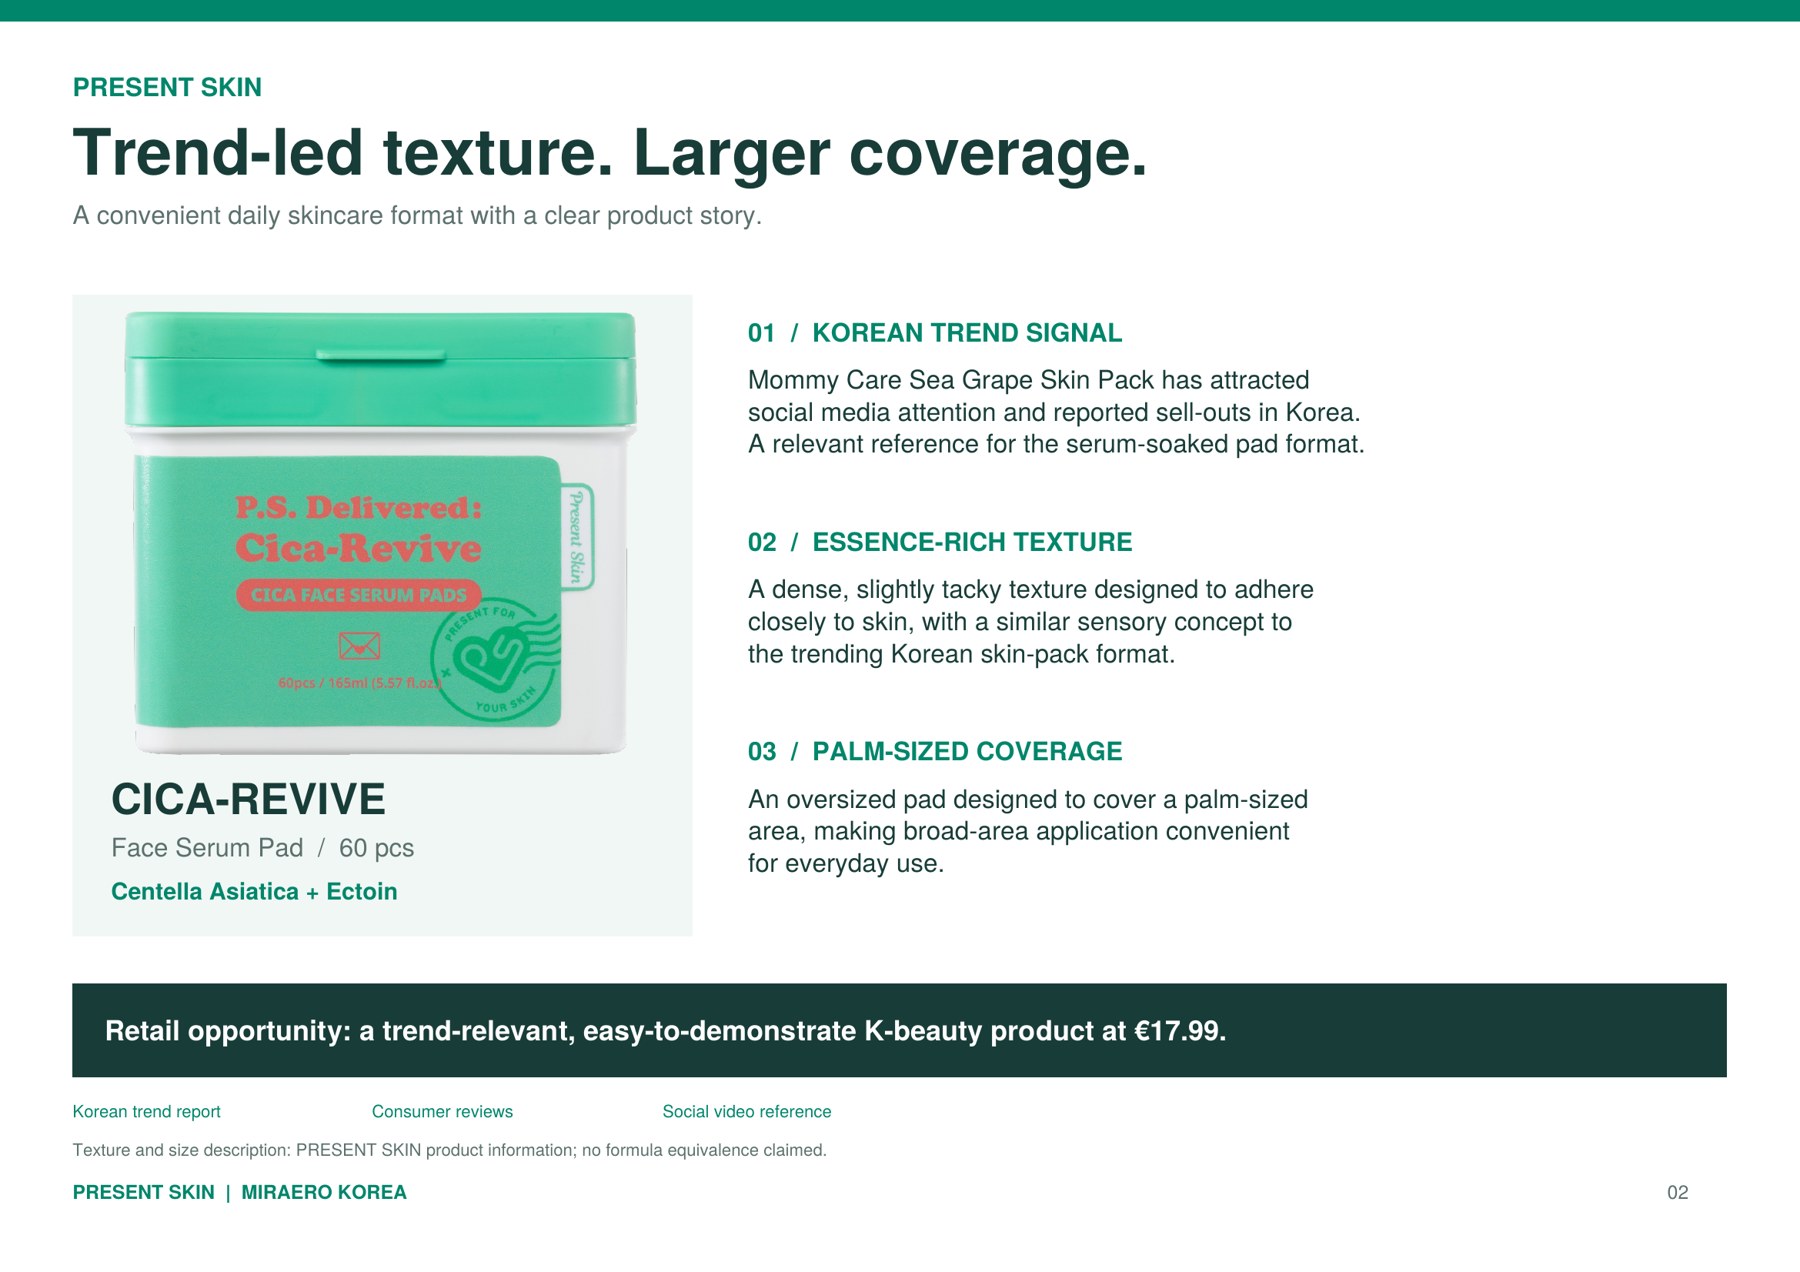 PRESENT SKIN
Trend-led texture. Larger coverage.
A convenient daily skincare format with a clear product story.
P.S. Delivered:
Cica-Revive
CICA FACE SERUM PADS
Present Skin
PRESENT FOR
YOUR SKIN
60pcs / 165ml (5.57 fl.oz.)
CICA-REVIVE
Face Serum Pad / 60 pcs
Centella Asiatica + Ectoin
01 / KOREAN TREND SIGNAL
Mommy Care Sea Grape Skin Pack has attracted
social media attention and reported sell-outs in Korea.
A relevant reference for the serum-soaked pad format.
02 / ESSENCE-RICH TEXTURE
A dense, slightly tacky texture designed to adhere
closely to skin, with a similar sensory concept to
the trending Korean skin-pack format.
03 / PALM-SIZED COVERAGE
An oversized pad designed to cover a palm-sized
area, making broad-area application convenient
for everyday use.
Retail opportunity: a trend-relevant, easy-to-demonstrate K-beauty product at €17.99.
Korean trend report
Consumer reviews
Social video reference
Texture and size description: PRESENT SKIN product information; no formula equivalence claimed.
PRESENT SKIN | MIRAERO KOREA
02